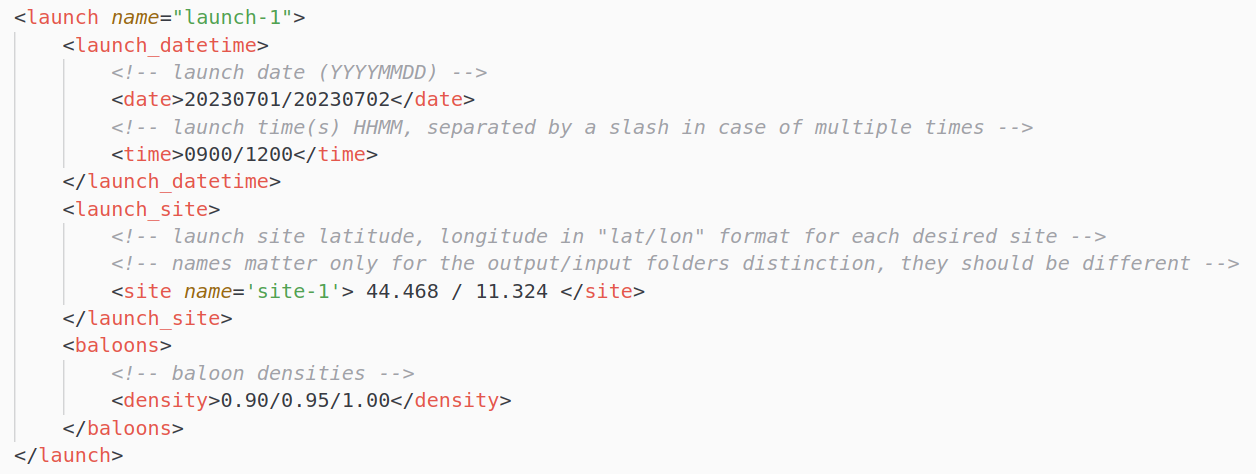 <launch name="launch-1">
    <launch_datetime>
        <!-- launch date (YYYYMMDD) -->
        <date>20230701/20230702</date>
        <!-- launch time(s) HHMM, separated by a slash in case of multiple times -->
        <time>0900/1200</time>
    </launch_datetime>
    <launch_site>
        <!-- launch site latitude, longitude in "lat/lon" format for each desired site -->
        <!-- names matter only for the output/input folders distinction, they should be different -->
        <site name='site-1'> 44.468 / 11.324 </site>
    </launch_site>
    <baloons>
        <!-- baloon densities -->
        <density>0.90/0.95/1.00</density>
    </baloons>
</launch>